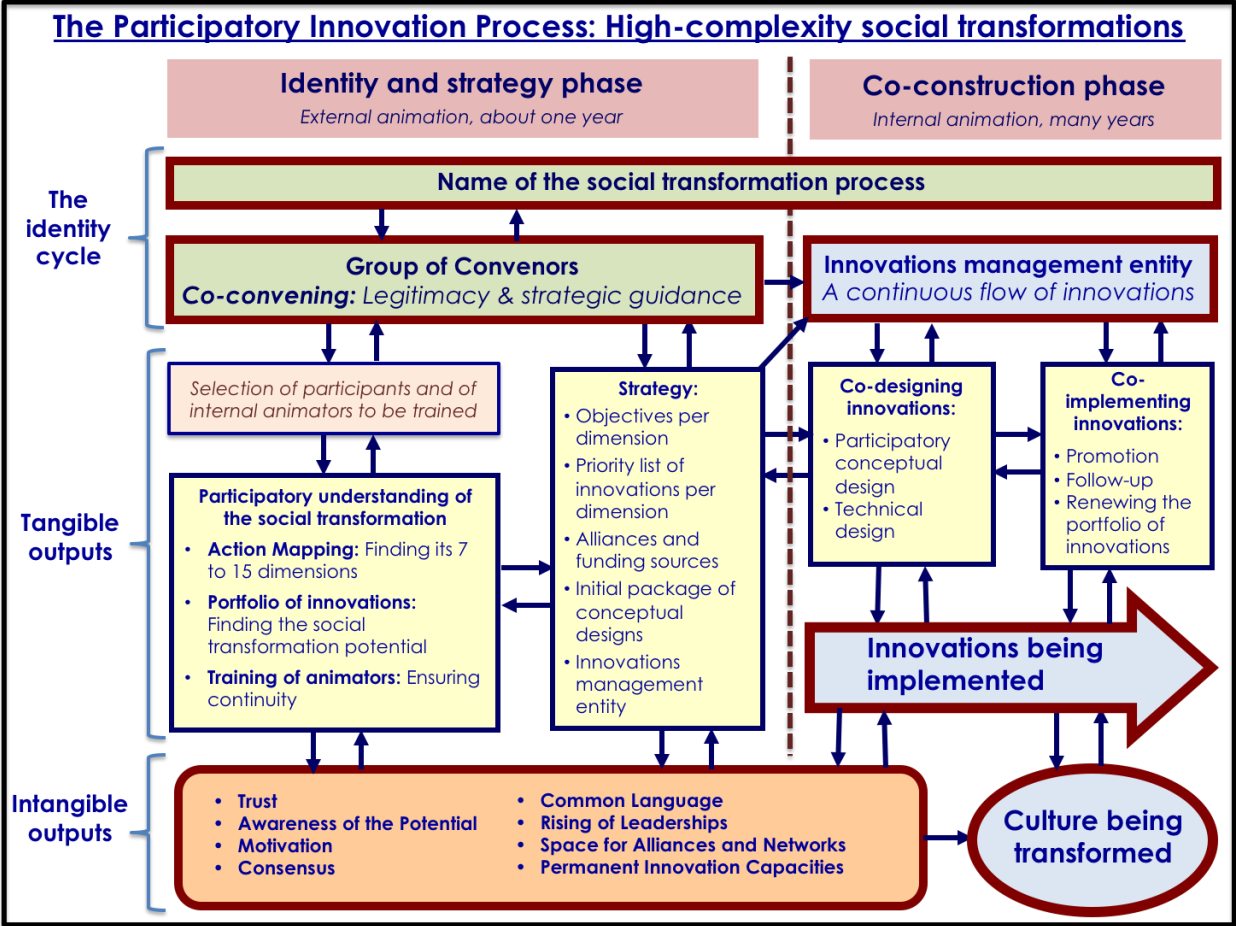 The Participatory Innovation Process: High-complexity social transformations
Identity and strategy phase
External animation, about one year
Co-construction phase
Internal animation, many years
The
identity
cycle
Name of the social transformation process
Group of Convenors
Co-convening: Legitimacy & strategic guidance
Innovations management entity
A continuous flow of innovations
Tangible
outputs
Selection of participants and of
internal animators to be trained
Participatory understanding of
the social transformation
• Action Mapping: Finding its 7
to 15 dimensions
• Portfolio of innovations:
Finding the social
transformation potential
• Training of animators: Ensuring
continuity
Strategy:
• Objectives per
dimension
• Priority list of
innovations per
dimension
• Alliances and
funding sources
• Initial package of
conceptual
designs
• Innovations
management
entity
Co-designing
innovations:
• Participatory
conceptual
design
• Technical
design
Co-
implementing
innovations:
• Promotion
• Follow-up
• Renewing the
portfolio of
innovations
Innovations being
implemented
Intangible
outputs
• Trust
• Awareness of the Potential
• Motivation
• Consensus
• Common Language
• Rising of Leaderships
• Space for Alliances and Networks
• Permanent Innovation Capacities
Culture being
transformed